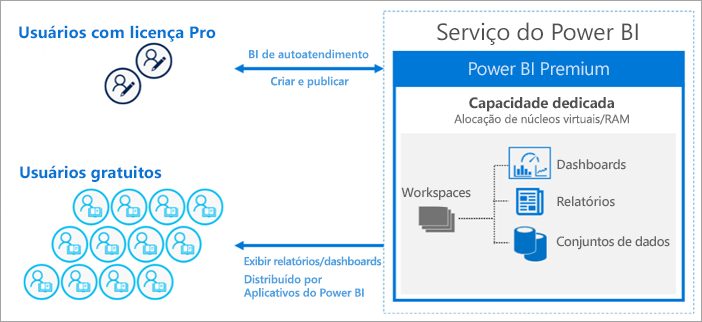 Usuários com licença Pro
BI de autoatendimento
Criar e publicar
Usuários gratuitos
Exibir relatórios/dashboards
Distribuído por
Aplicativos do Power BI
Serviço do Power BI
Power BI Premium
Capacidade dedicada
Alocação de núcleos virtuais/RAM
Workspaces
Dashboards
Relatórios
Conjuntos de dados